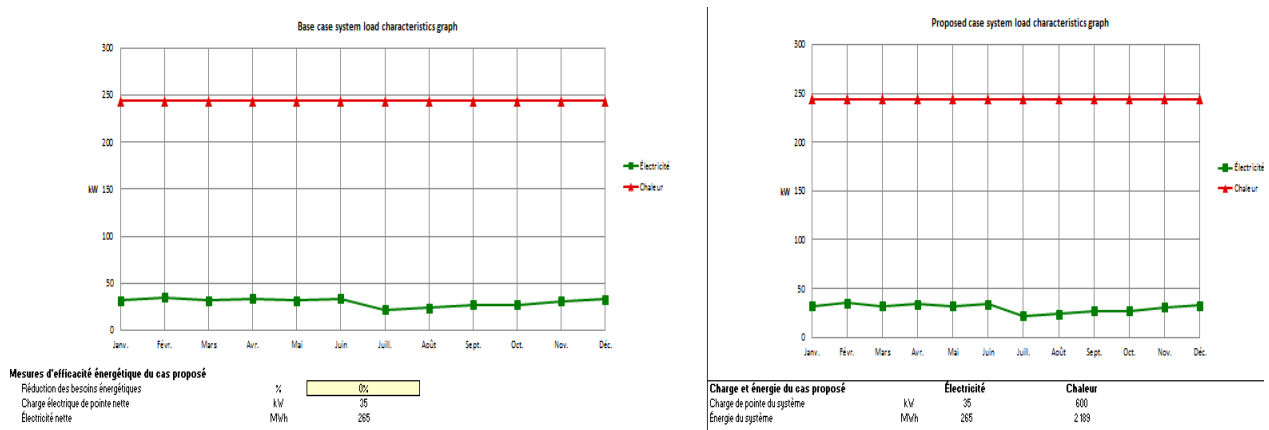 Base case system load characteristics graph
300
250
200
kW 150
100
50
0
Janv. Févr. Mars Avr. Mai Juin Juill. Août Sept. Oct. Nov. Déc.
Électricité
Chaleur
Mesures d'efficacité énergétique du cas proposé
Réduction des besoins énergétiques % 0%
Charge électrique de pointe nette kW 35
Électricité nette MWh 265
Proposed case system load characteristics graph
300
250
200
kW 150
100
50
0
Janv. Févr. Mars Avr. Mai Juin Juill. Août Sept. Oct. Nov. Déc.
Électricité
Chaleur
Charge et énergie du cas proposé Électricité Chaleur
Charge de pointe du système kW 35 600
Énergie du système MWh 265 2 189